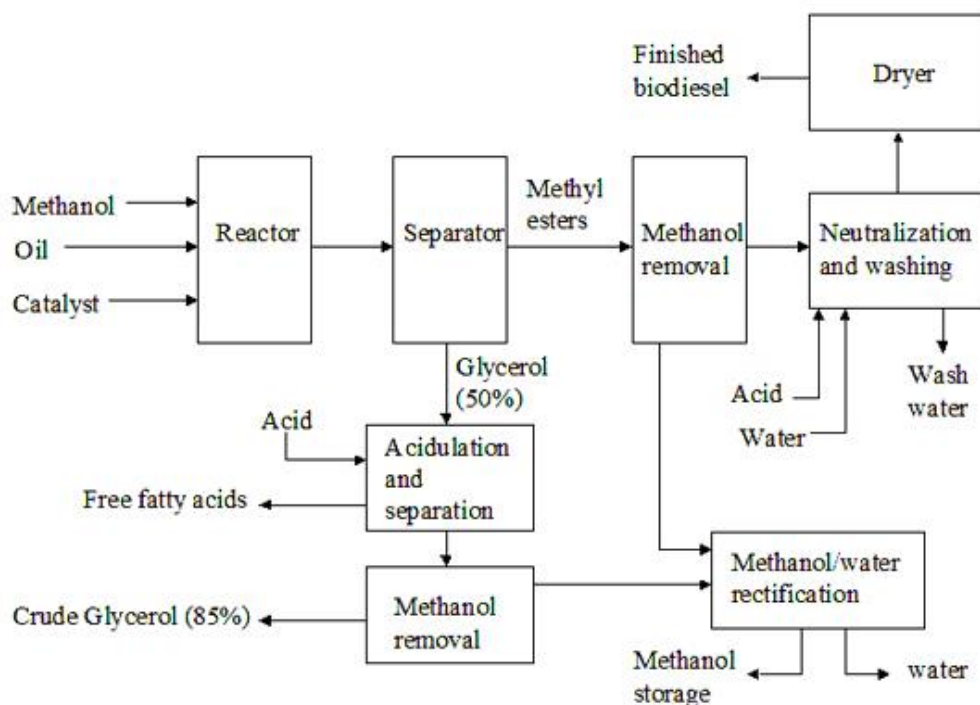 Finished
biodiesel
Dryer
Methanol
Oil
Catalyst
Reactor
Separator
Methyl
esters
Methanol
removal
Neutralization
and washing
Glycerol
(50%)
Acid
Water
Wash
water
Acid
Acidulation
and
separation
Free fatty acids
Methanol
removal
Crude Glycerol (85%)
Methanol/water
rectification
Methanol
storage
water